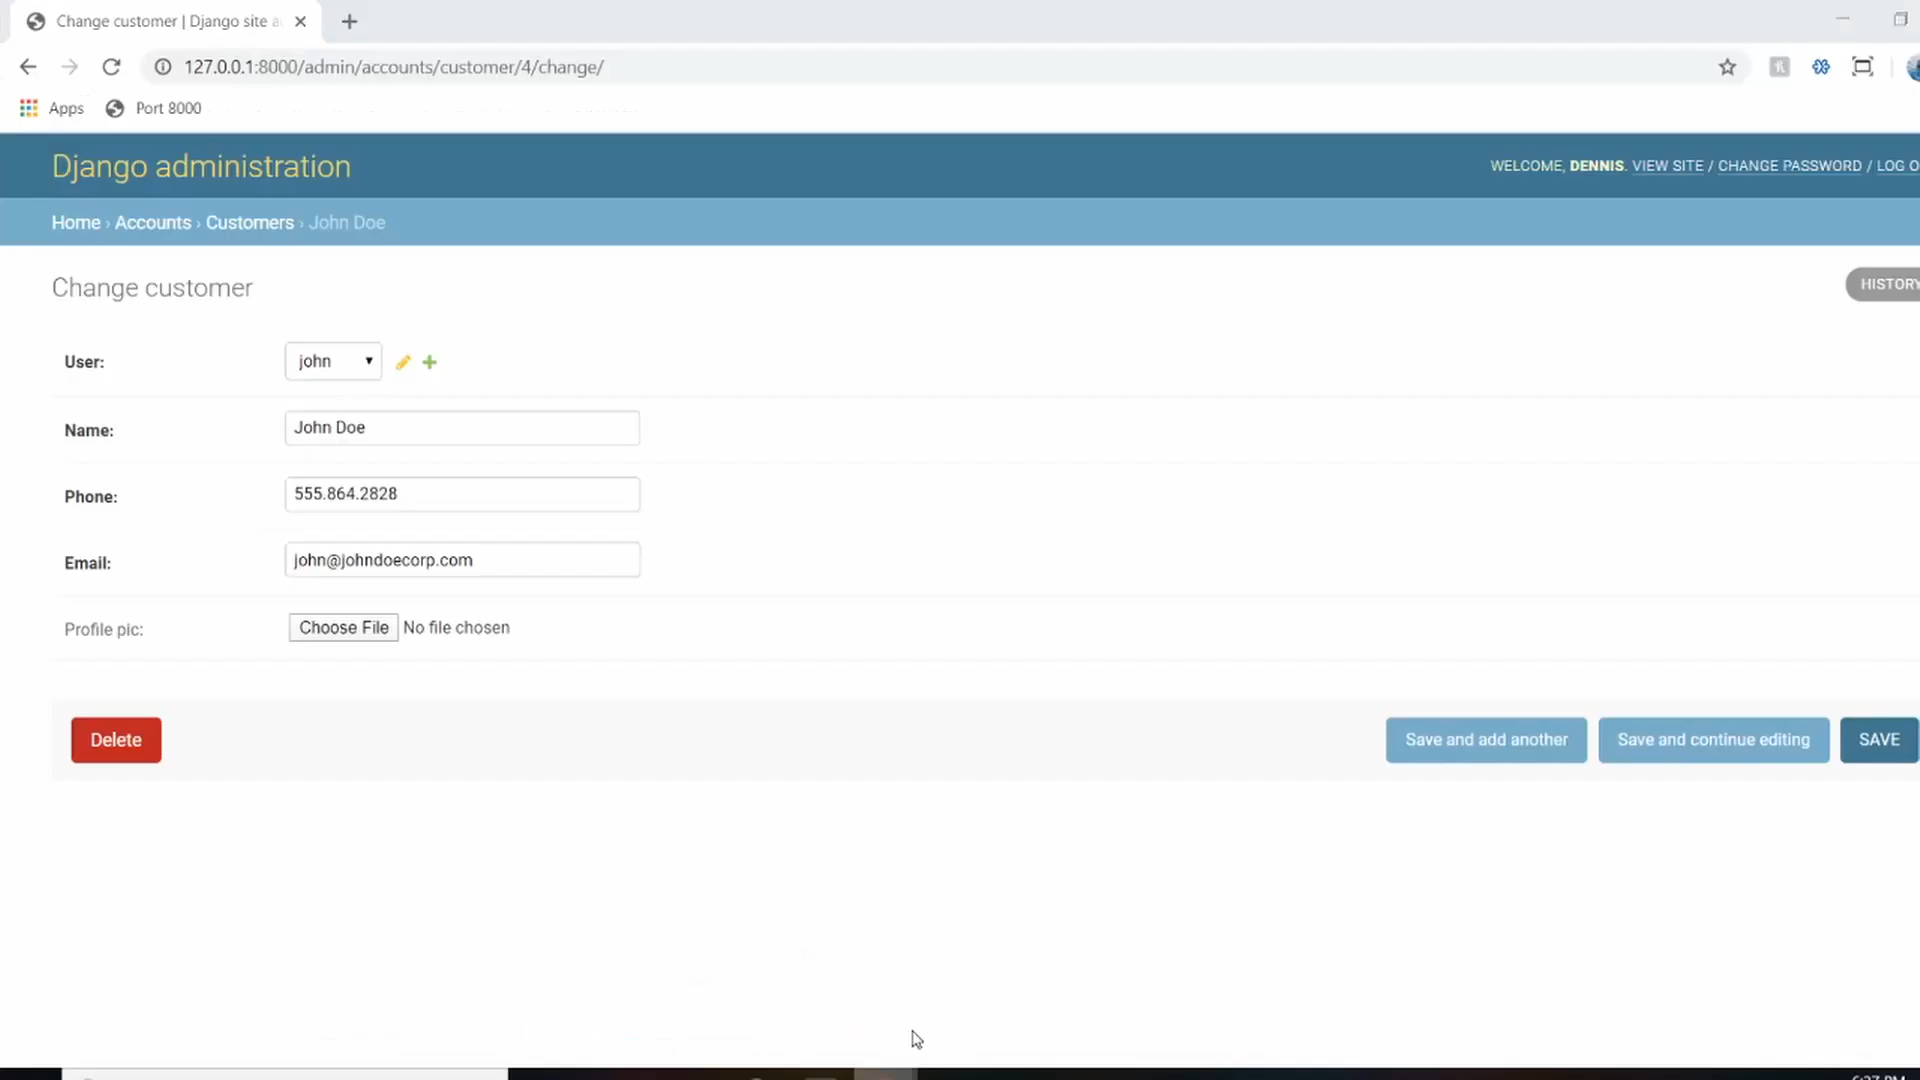 Change customer | Django site a
127.0.0.1:8000/admin/accounts/customer/4/change/
Apps Port 8000
Django administration
WELCOME, DENNIS. VIEW SITE / CHANGE PASSWORD / LOG O
Home › Accounts › Customers › John Doe
Change customer
HISTORY
User: john
Name: John Doe
Phone: 555.864.2828
Email: john@johndoecorp.com
Profile pic: Choose File No file chosen
Delete Save and add another Save and continue editing SAVE